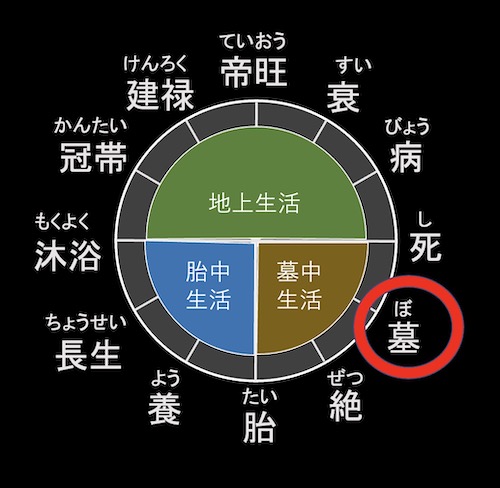 ていおう
帝旺
すい
衰
びょう
病
し
死
ぼ
墓
ぜつ
絶
たい
胎
よう
養
ちょうせい
長生
もくよく
沐浴
かんたい
冠帯
けんろく
建禄
地上生活
胎中
生活
墓中
生活